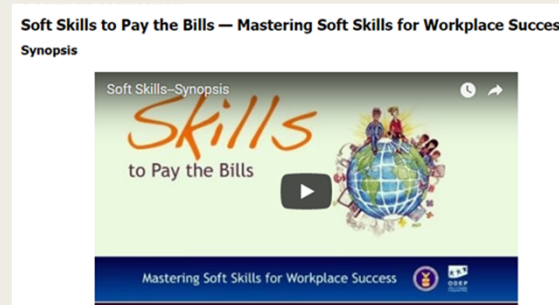 Soft Skills to Pay the Bills — Mastering Soft Skills for Workplace Succes
Synopsis
Soft Skills–Synopsis
Skills
to Pay the Bills
Mastering Soft Skills for Workplace Success
ODEP